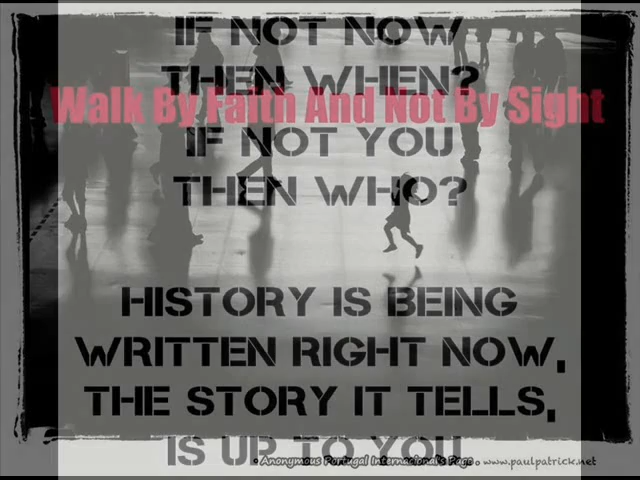 IF NOT NOW
THEN WHEN?
Walk By Faith And Not By Sight
IF NOT YOU
THEN WHO?
HISTORY IS BEING
WRITTEN RIGHT NOW,
THE STORY IT TELLS,
IS UP TO YOU
Anonymous Portugal Internacional's Page
www.paulpatrick.net